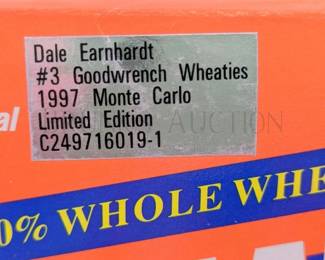 Dale Earnhardt
#3 Goodwrench Wheaties
1997 Monte Carlo
Limited Edition
C249716019-1
AUCTION
0% WHOLE WHE